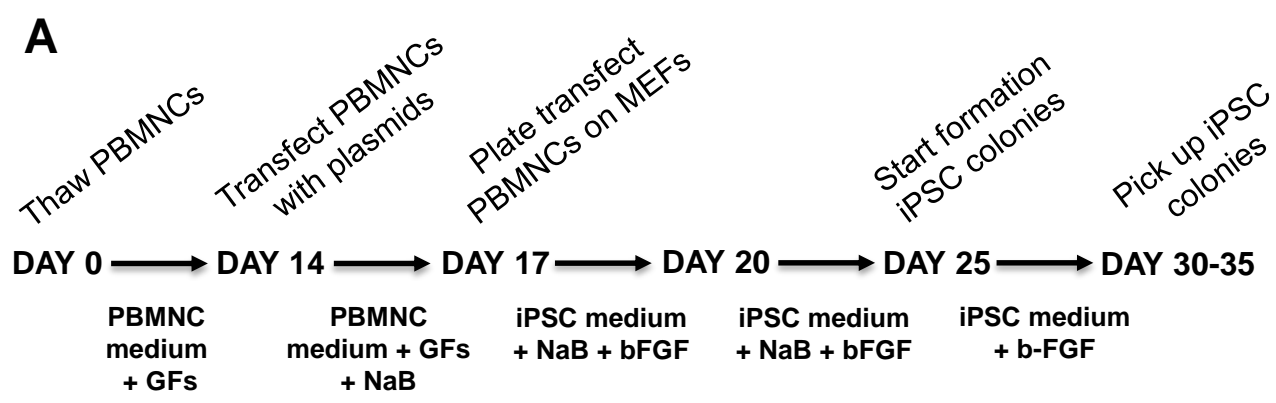 A
Thaw PBMNCs
Transfect PBMNCs
with plasmids
Plate transfect
PBMNCs on MEFs
Start formation
iPSC colonies
Pick up iPSC
colonies
DAY 0 DAY 14 DAY 17 DAY 20 DAY 25 DAY 30-35
PBMNC
medium
+ GFs
PBMNC
medium + GFs
+ NaB
iPSC medium
+ NaB + bFGF
iPSC medium
+ NaB + bFGF
iPSC medium
+ b-FGF